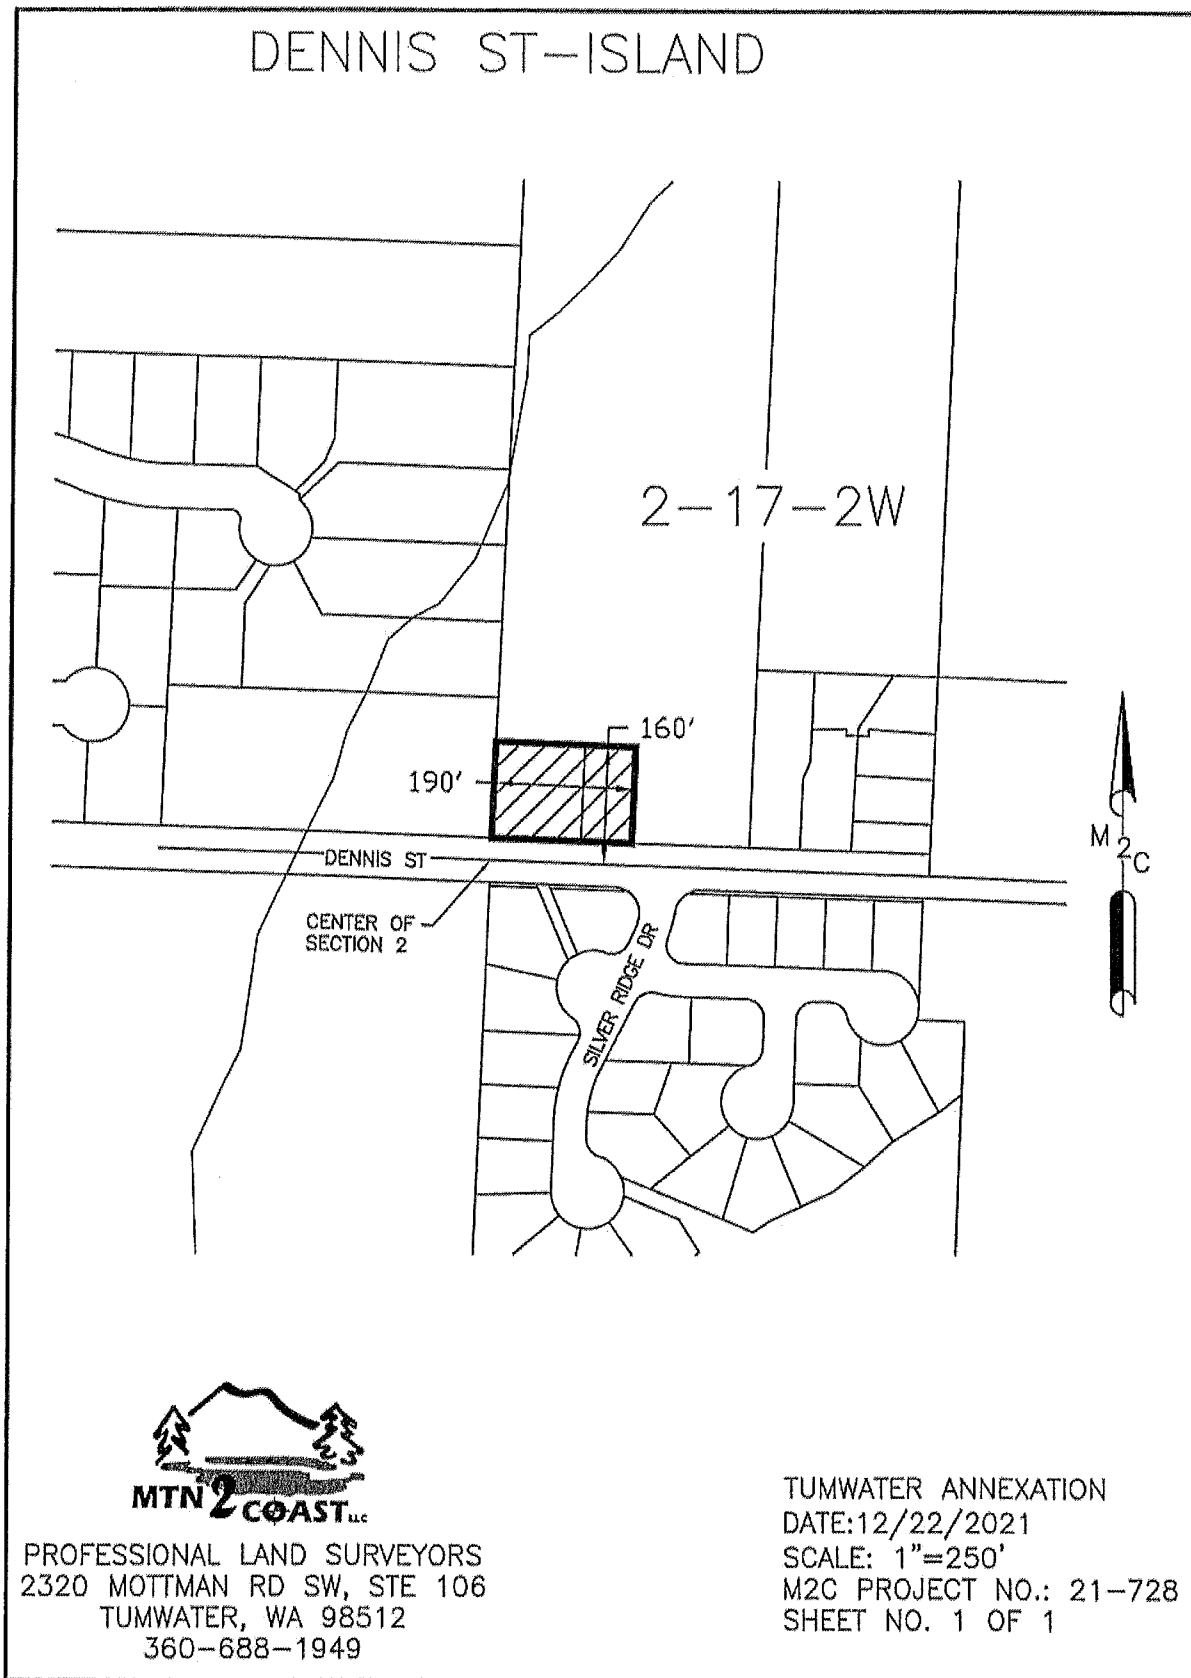 DENNIS ST-ISLAND
2-17-2W
160'
190'
DENNIS ST
CENTER OF
SECTION 2
SILVER RIDGE DR
M2C
MTN 2 COAST LLC
PROFESSIONAL LAND SURVEYORS
2320 MOTTMAN RD SW, STE 106
TUMWATER, WA 98512
360-688-1949
TUMWATER ANNEXATION
DATE:12/22/2021
SCALE: 1"=250'
M2C PROJECT NO.: 21-728
SHEET NO. 1 OF 1